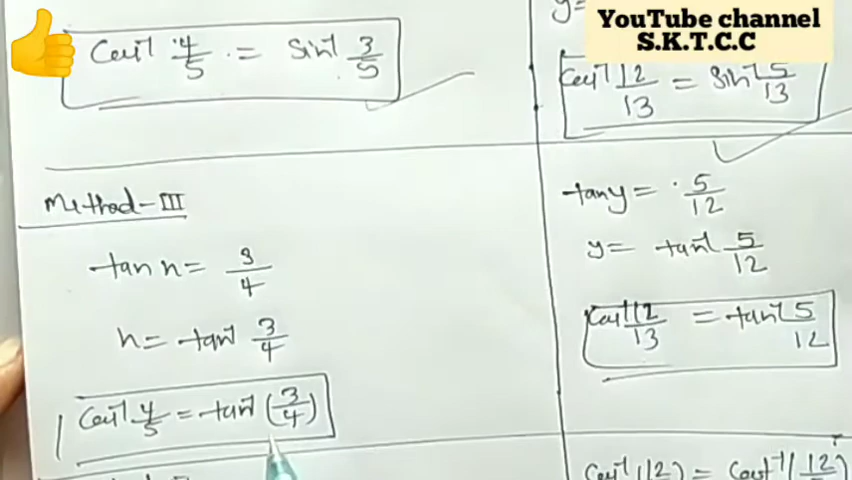 y=
YouTube channel
S.K.T.C.C
Cos⁻¹ 4/5 = Sin⁻¹ 3/5
Cos⁻¹ 12/13 = Sin⁻¹ 5/13
Method-III
tan x = 3/4
x = tan⁻¹ 3/4
Cos⁻¹ 4/5 = tan⁻¹ (3/4)
tan y = 5/12
y = tan⁻¹ 5/12
Cos⁻¹ 12/13 = tan⁻¹ 5/12